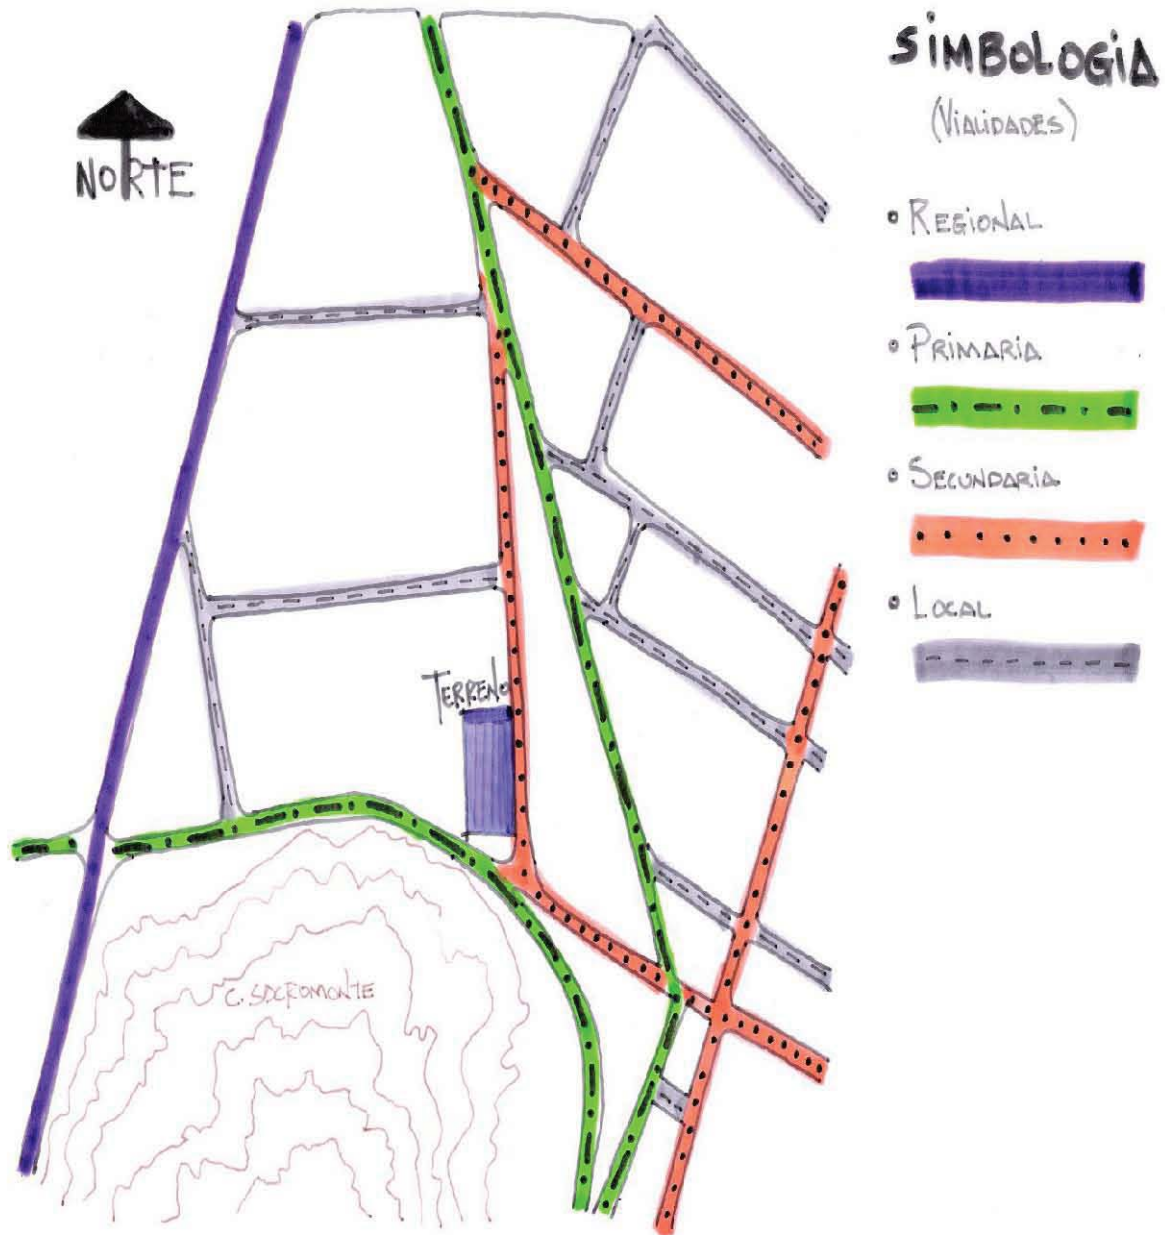 SIMBOLOGIA
(VIALIDADES)
NORTE
• REGIONAL
• PRIMARIA
• SECUNDARIA
• LOCAL
TERRENO
C. SACROMONTE